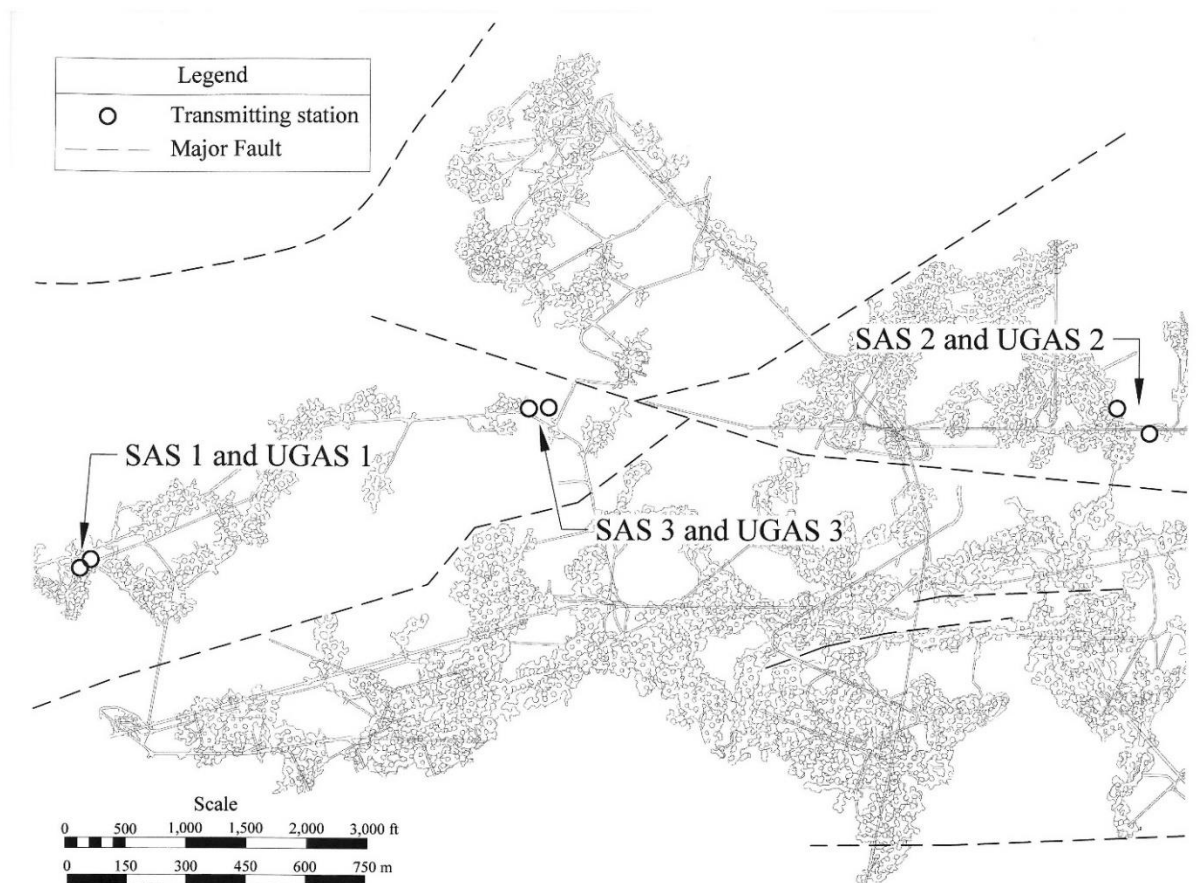 Legend
Transmitting station
Major Fault
SAS 2 and UGAS 2
SAS 1 and UGAS 1
SAS 3 and UGAS 3
Scale
0 500 1,000 1,500 2,000 3,000 ft
0 150 300 450 600 750 m